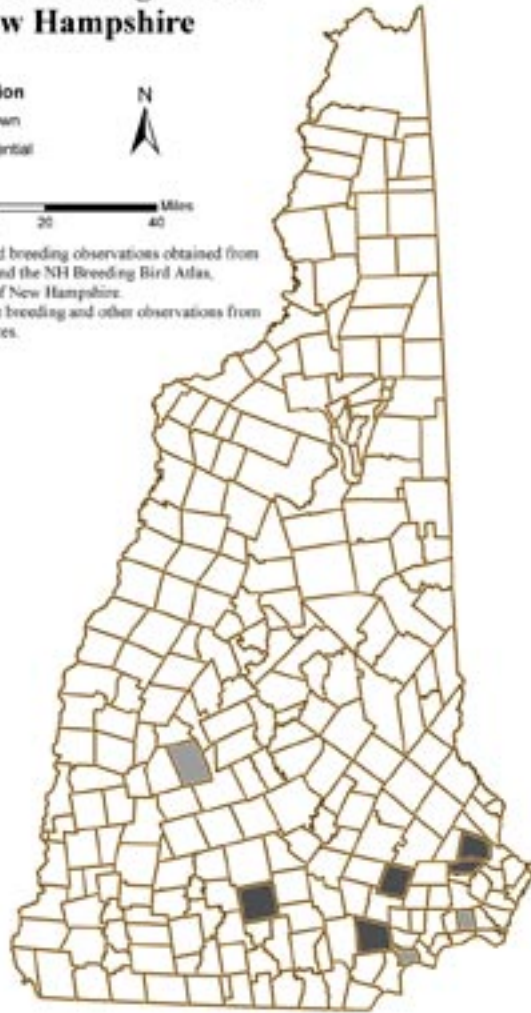 w Hampshire
ion
wn
ential
N
Miles
20
40
d breeding observations obtained from
nd the NH Breeding Bird Atlas,
f New Hampshire.
breeding and other observations from
es.